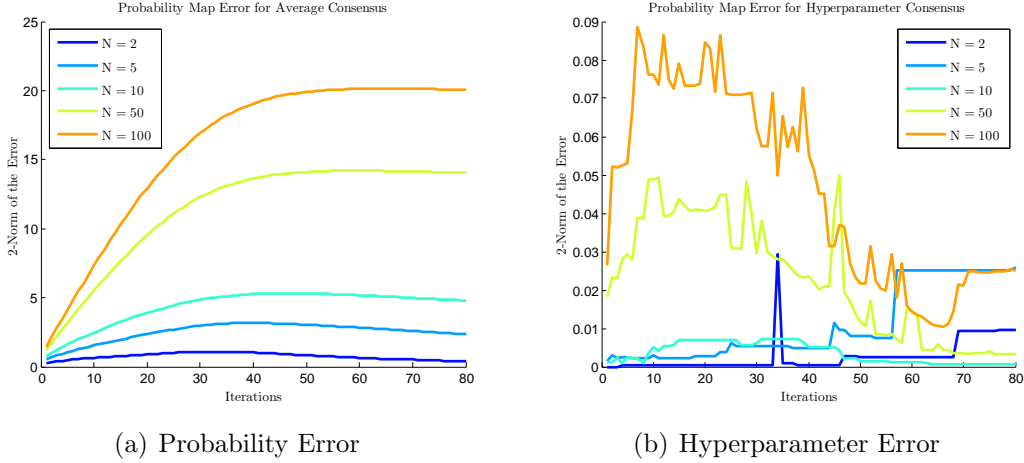 Probability Map Error for Average Consensus
2-Norm of the Error
25
20
15
10
5
0
N = 2
N = 5
N = 10
N = 50
N = 100
0 10 20 30 40 50 60 70 80
Iterations
(a) Probability Error
Probability Map Error for Hyperparameter Consensus
2-Norm of the Error
0.09
0.08
0.07
0.06
0.05
0.04
0.03
0.02
0.01
0
N = 2
N = 5
N = 10
N = 50
N = 100
0 10 20 30 40 50 60 70 80
Iterations
(b) Hyperparameter Error